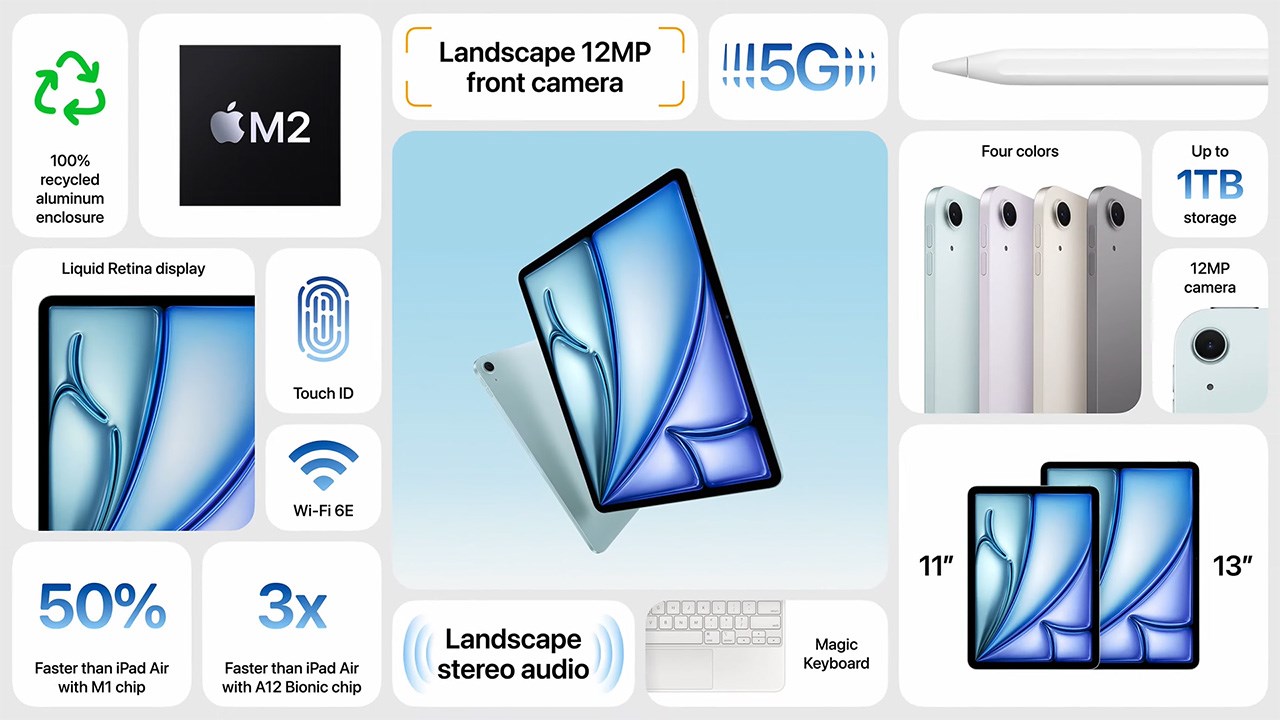 100%
recycled
aluminum
enclosure
M2
Landscape 12MP
front camera
5G
Four colors
Up to
1TB
storage
12MP
camera
Liquid Retina display
Touch ID
Wi-Fi 6E
50%
Faster than iPad Air
with M1 chip
3x
Faster than iPad Air
with A12 Bionic chip
Landscape
stereo audio
Magic
Keyboard
11”
13”